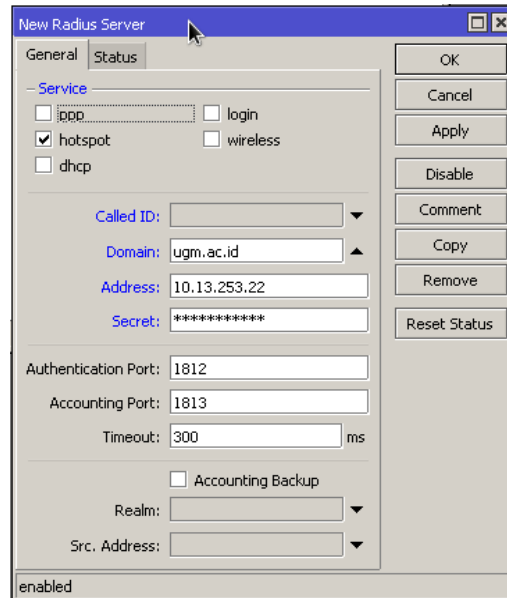 New Radius Server
General Status
Service
ppp login
hotspot wireless
dhcp
Called ID:
Domain: ugm.ac.id
Address: 10.13.253.22
Secret: ***********
Authentication Port: 1812
Accounting Port: 1813
Timeout: 300 ms
Accounting Backup
Realm:
Src. Address:
enabled
OK
Cancel
Apply
Disable
Comment
Copy
Remove
Reset Status